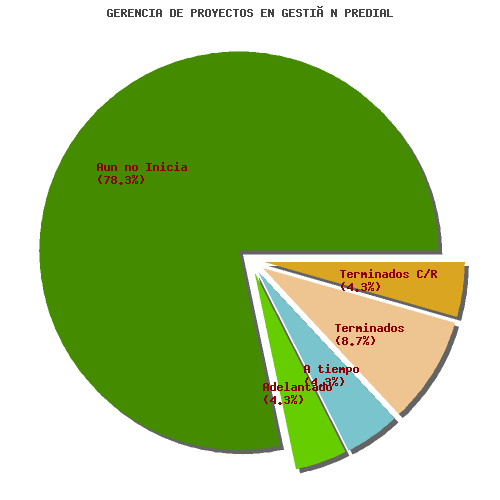 GERENCIA DE PROYECTOS EN GESTIĂ N PREDIAL
Aun no Inicia
(78.3%)
Terminados C/R
(4.3%)
Terminados
(8.7%)
A tiempo
(4.3%)
Adelantado
(4.3%)